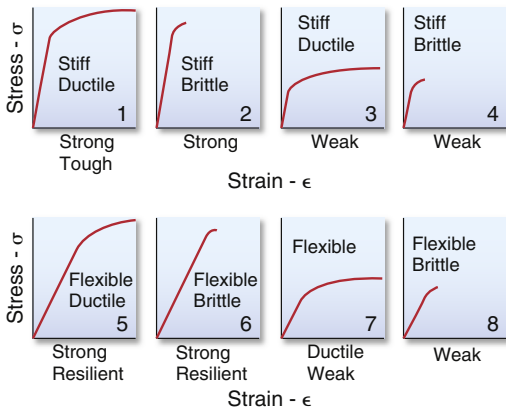 Stress - σ
Stiff
Ductile
1
Strong
Tough
Stiff
Brittle
2
Strong
Stiff
Ductile
3
Weak
Stiff
Brittle
4
Weak
Strain - ϵ
Stress - σ
Flexible
Ductile
5
Strong
Resilient
Flexible
Brittle
6
Strong
Resilient
Flexible
7
Ductile
Weak
Flexible
Brittle
8
Weak
Strain - ϵ